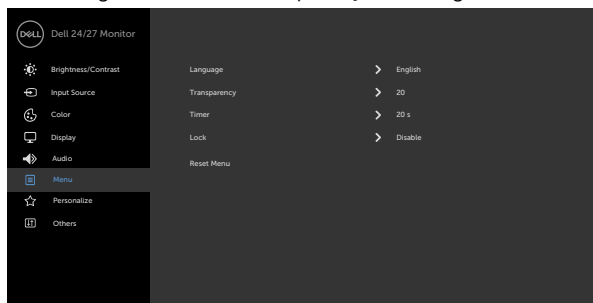 DELL Dell 24/27 Monitor
Brightness/Contrast
Input Source
Color
Display
Audio
Menu
Personalize
Others
Language English
Transparency 20
Timer 20 s
Lock Disable
Reset Menu